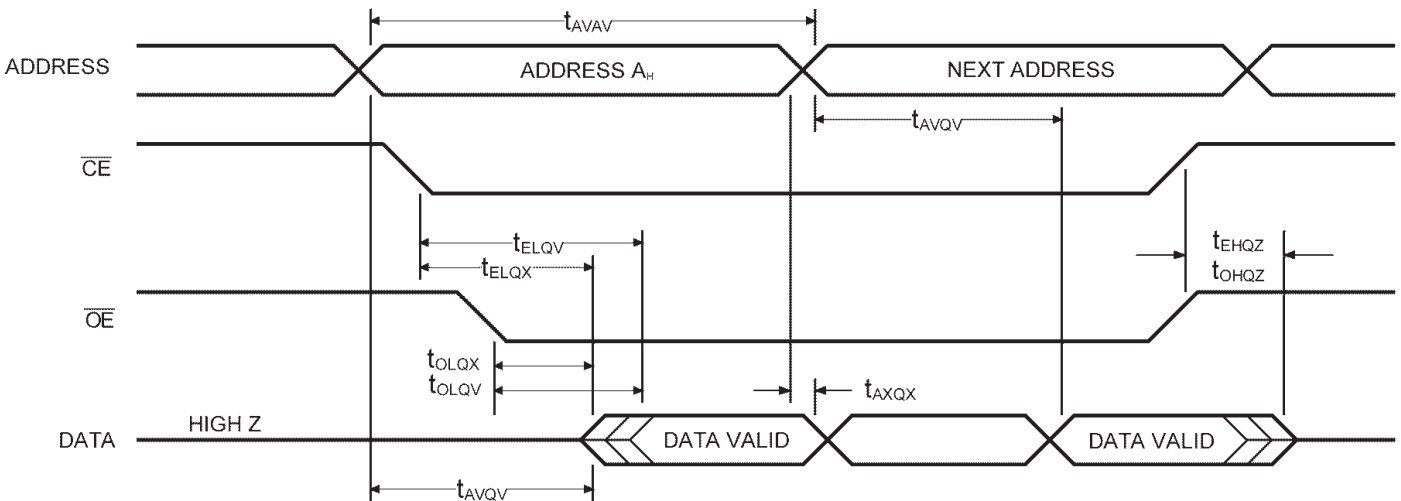 tAVAV
ADDRESS
ADDRESS AH
NEXT ADDRESS
tAVQV
CE
tELQV
tELQX
tEHQZ
tOHQZ
OE
tOLQX
tOLQV
tAXQX
HIGH Z
DATA
DATA VALID
DATA VALID
tAVQV